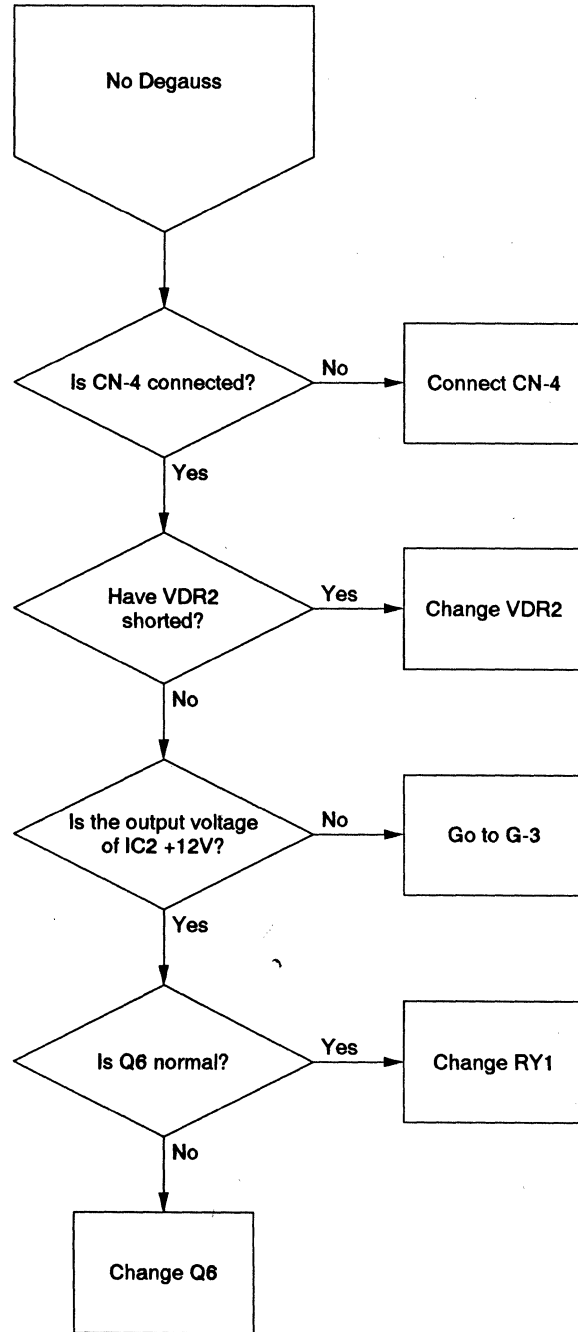 No Degauss
Is CN-4 connected?
No
Connect CN-4
Yes
Have VDR2
shorted?
Yes
Change VDR2
No
Is the output voltage
of IC2 +12V?
No
Go to G-3
Yes
Is Q6 normal?
Yes
Change RY1
No
Change Q6